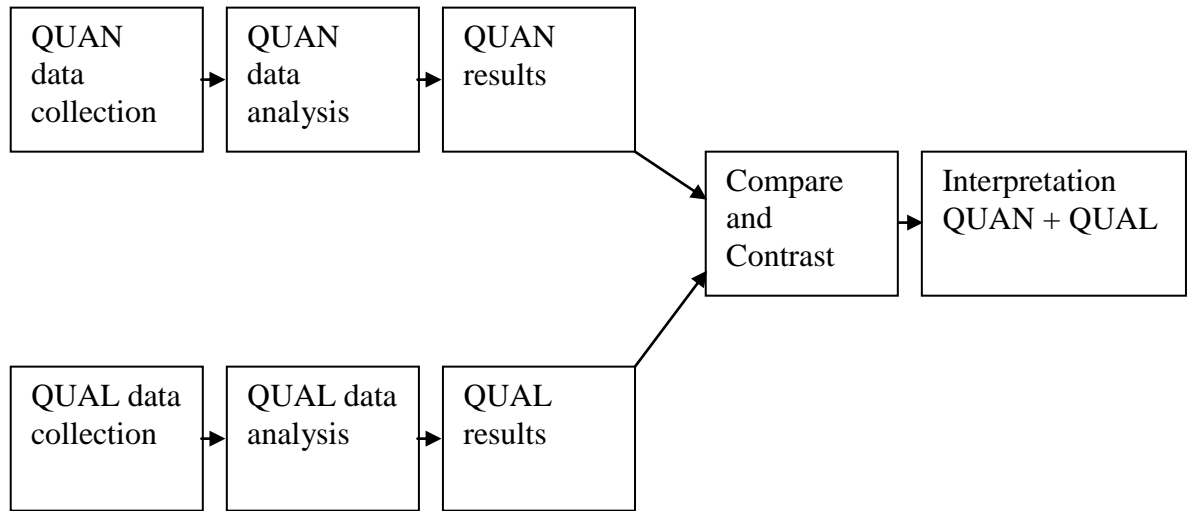 QUAN
data
collection
QUAN
data
analysis
QUAN
results
Compare
and
Contrast
Interpretation
QUAN + QUAL
QUAL data
collection
QUAL data
analysis
QUAL
results